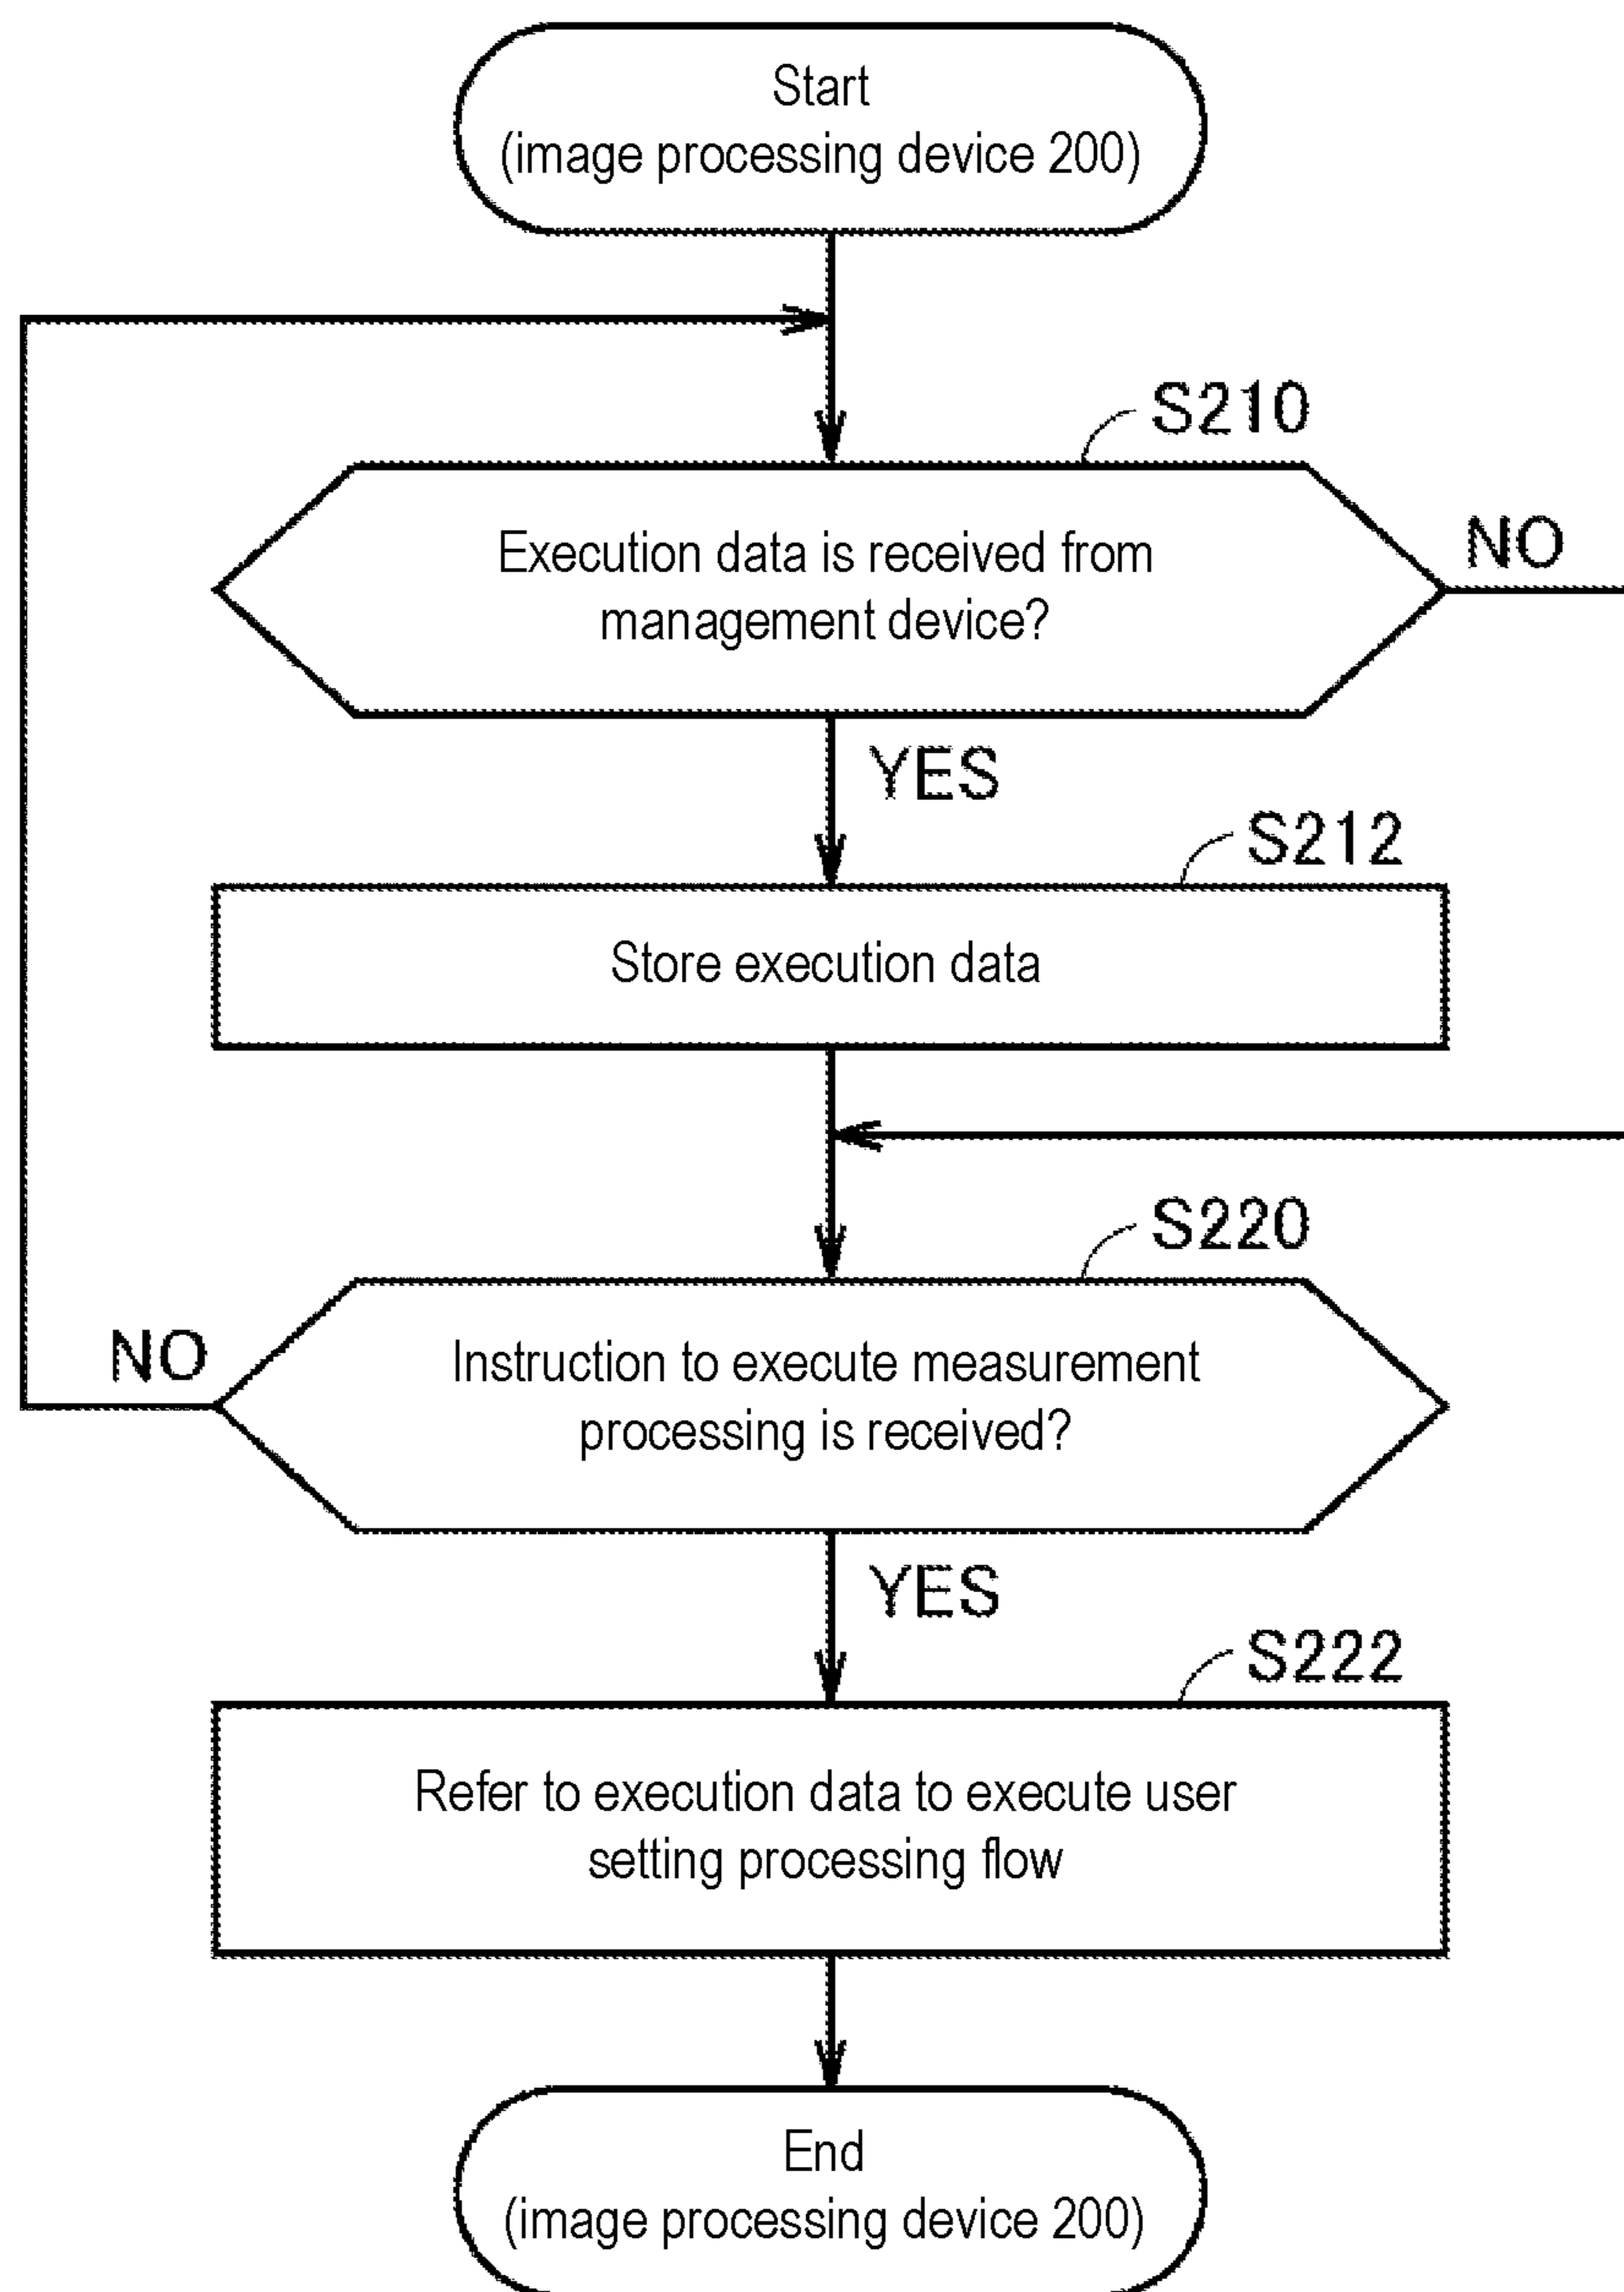 Start
(image processing device 200)
S210
Execution data is received from
management device?
NO
YES
S212
Store execution data
S220
Instruction to execute measurement
processing is received?
NO
YES
S222
Refer to execution data to execute user
setting processing flow
End
(image processing device 200)